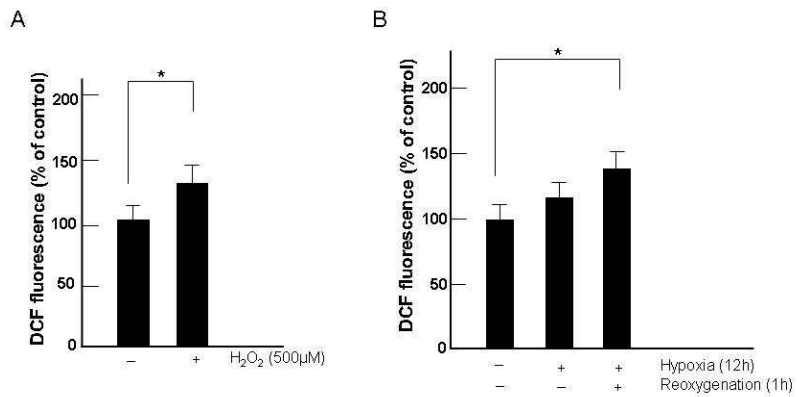 A
DCF fluorescence (% of control)
200
150
100
50
0
*
– + H₂O₂ (500µM)
B
DCF fluorescence (% of control)
200
150
100
50
0
*
– + + Hypoxia (12h)
– – + Reoxygenation (1h)